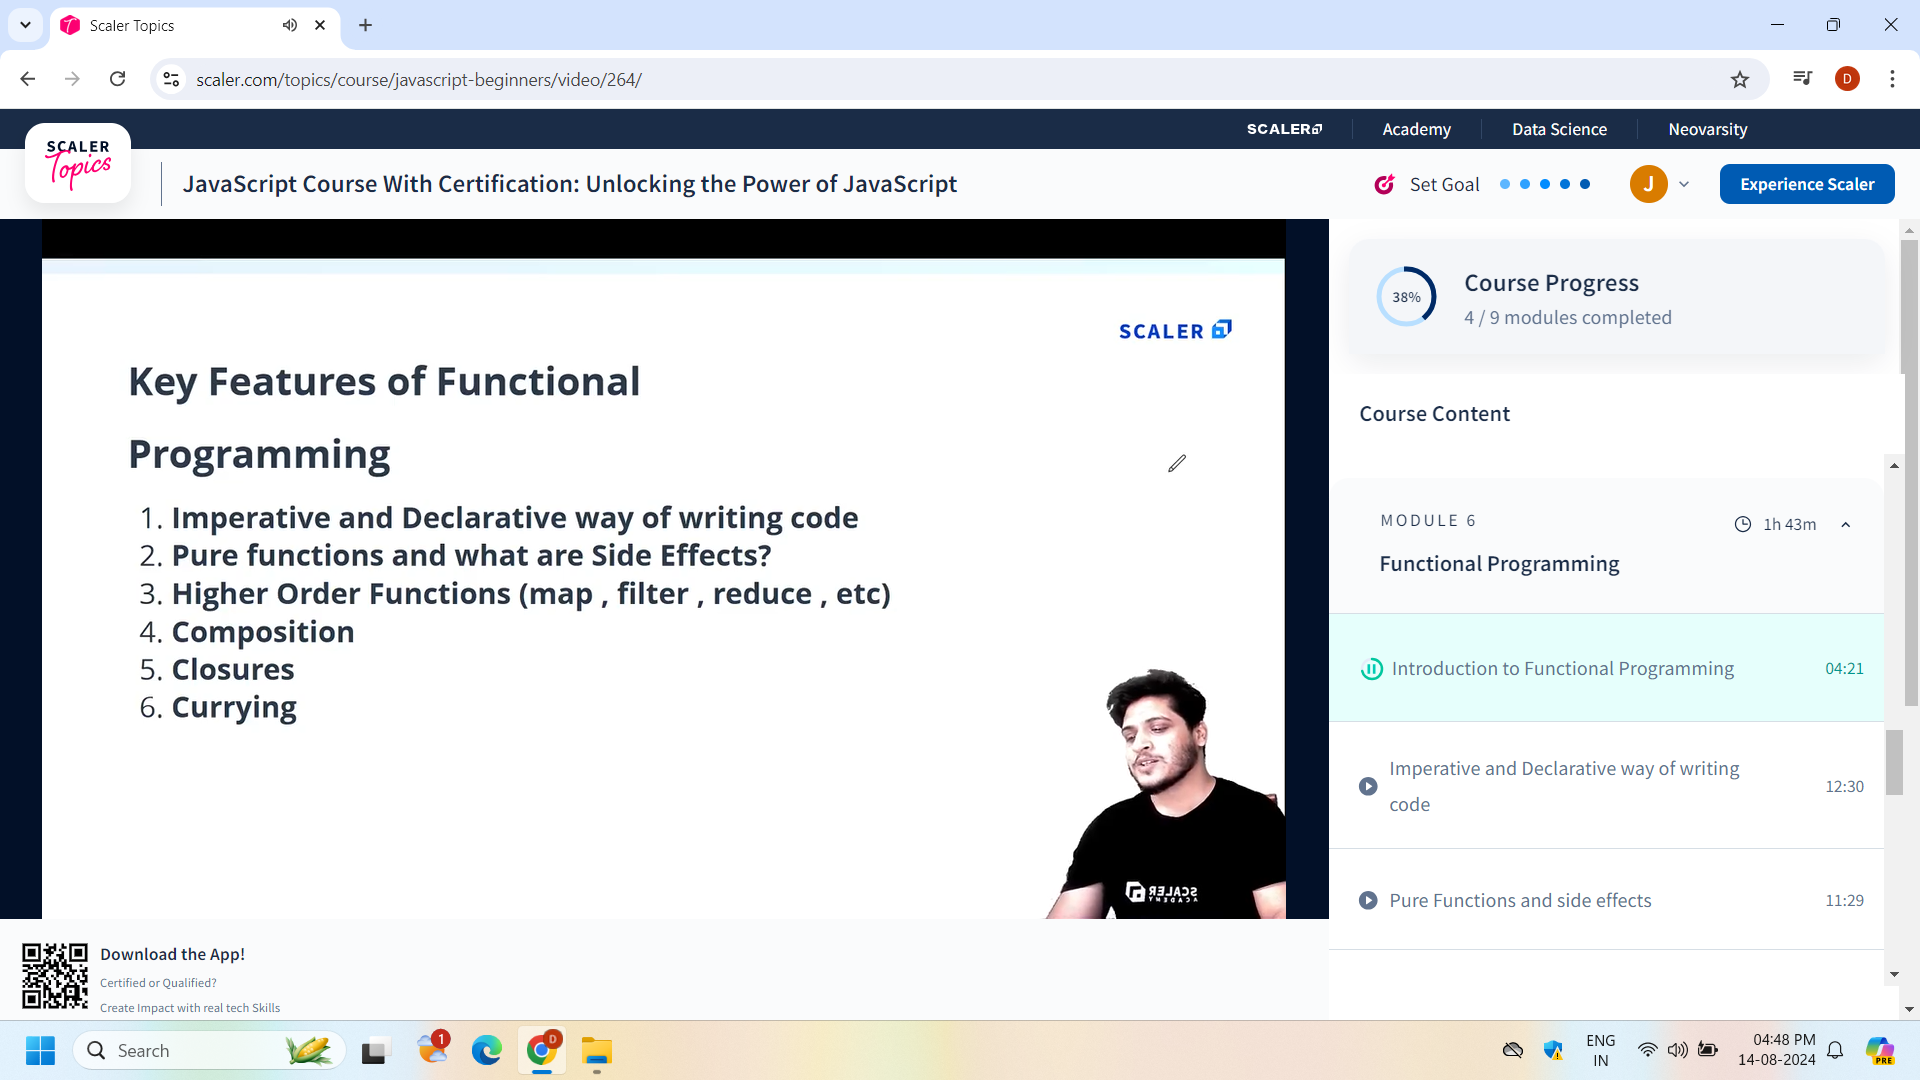 Scaler Topics
scaler.com/topics/course/javascript-beginners/video/264/
D
SCALER
Academy
Data Science
Neovarsity
SCALER
Topics
JavaScript Course With Certification: Unlocking the Power of JavaScript
Set Goal
J
Experience Scaler
SCALER
Key Features of Functional
Programming
1. Imperative and Declarative way of writing code
2. Pure functions and what are Side Effects?
3. Higher Order Functions (map , filter , reduce , etc)
4. Composition
5. Closures
6. Currying
SCALER
ACADEMY
38%
Course Progress
4 / 9 modules completed
Course Content
MODULE 6
1h 43m
Functional Programming
Introduction to Functional Programming
04:21
Imperative and Declarative way of writing
code
12:30
Pure Functions and side effects
11:29
Download the App!
Certified or Qualified?
Create Impact with real tech Skills
Search
1
D
ENG
IN
04:48 PM
14-08-2024
PRE